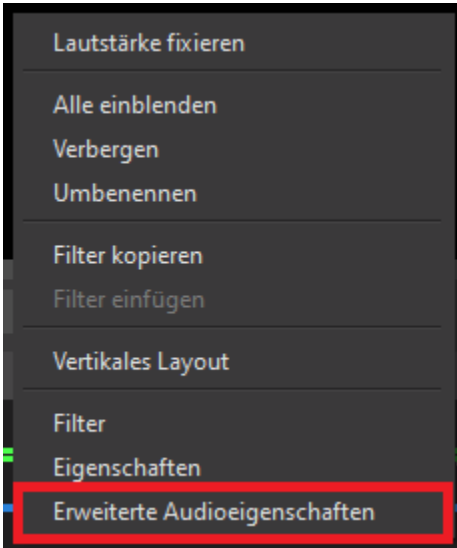 Lautstärke fixieren
Alle einblenden
Verbergen
Umbenennen
Filter kopieren
Filter einfügen
Vertikales Layout
Filter
Eigenschaften
Erweiterte Audioeigenschaften